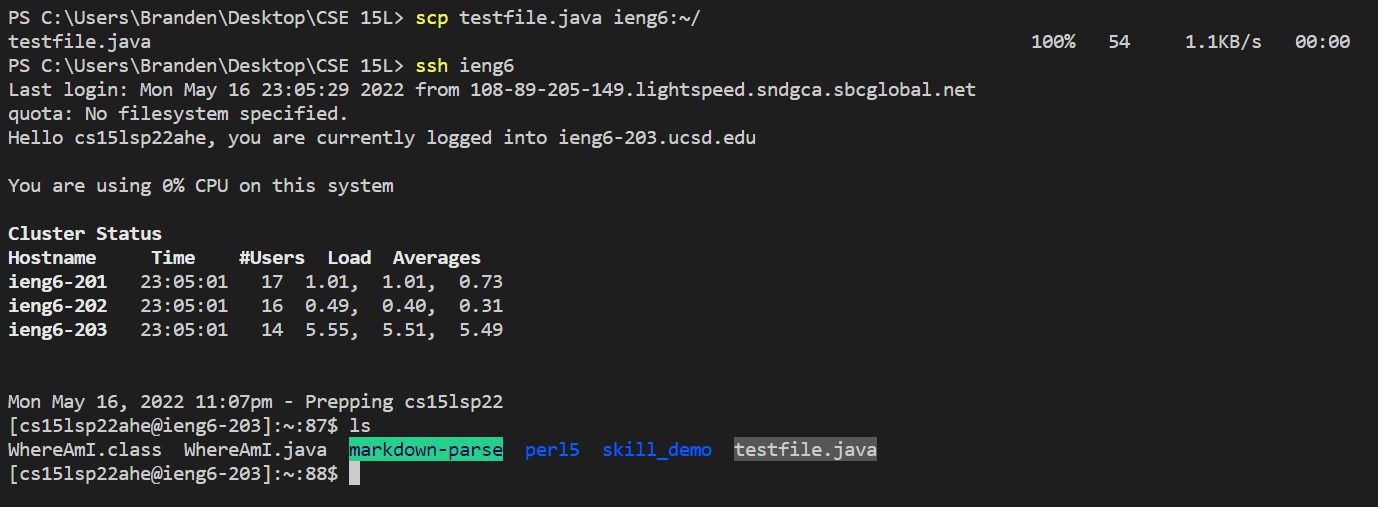 PS C:\Users\Branden\Desktop\CSE 15L> scp testfile.java ieng6:~/
testfile.java 100% 54 1.1KB/s 00:00
PS C:\Users\Branden\Desktop\CSE 15L> ssh ieng6
Last login: Mon May 16 23:05:29 2022 from 108-89-205-149.lightspeed.sndgca.sbcglobal.net
quota: No filesystem specified.
Hello cs15lsp22ahe, you are currently logged into ieng6-203.ucsd.edu
You are using 0% CPU on this system
Cluster Status
Hostname Time #Users Load Averages
ieng6-201 23:05:01 17 1.01, 1.01, 0.73
ieng6-202 23:05:01 16 0.49, 0.40, 0.31
ieng6-203 23:05:01 14 5.55, 5.51, 5.49
Mon May 16, 2022 11:07pm - Prepping cs15lsp22
[cs15lsp22ahe@ieng6-203]:~:87$ ls
WhereAmI.class WhereAmI.java markdown-parse perl5 skill_demo testfile.java
[cs15lsp22ahe@ieng6-203]:~:88$